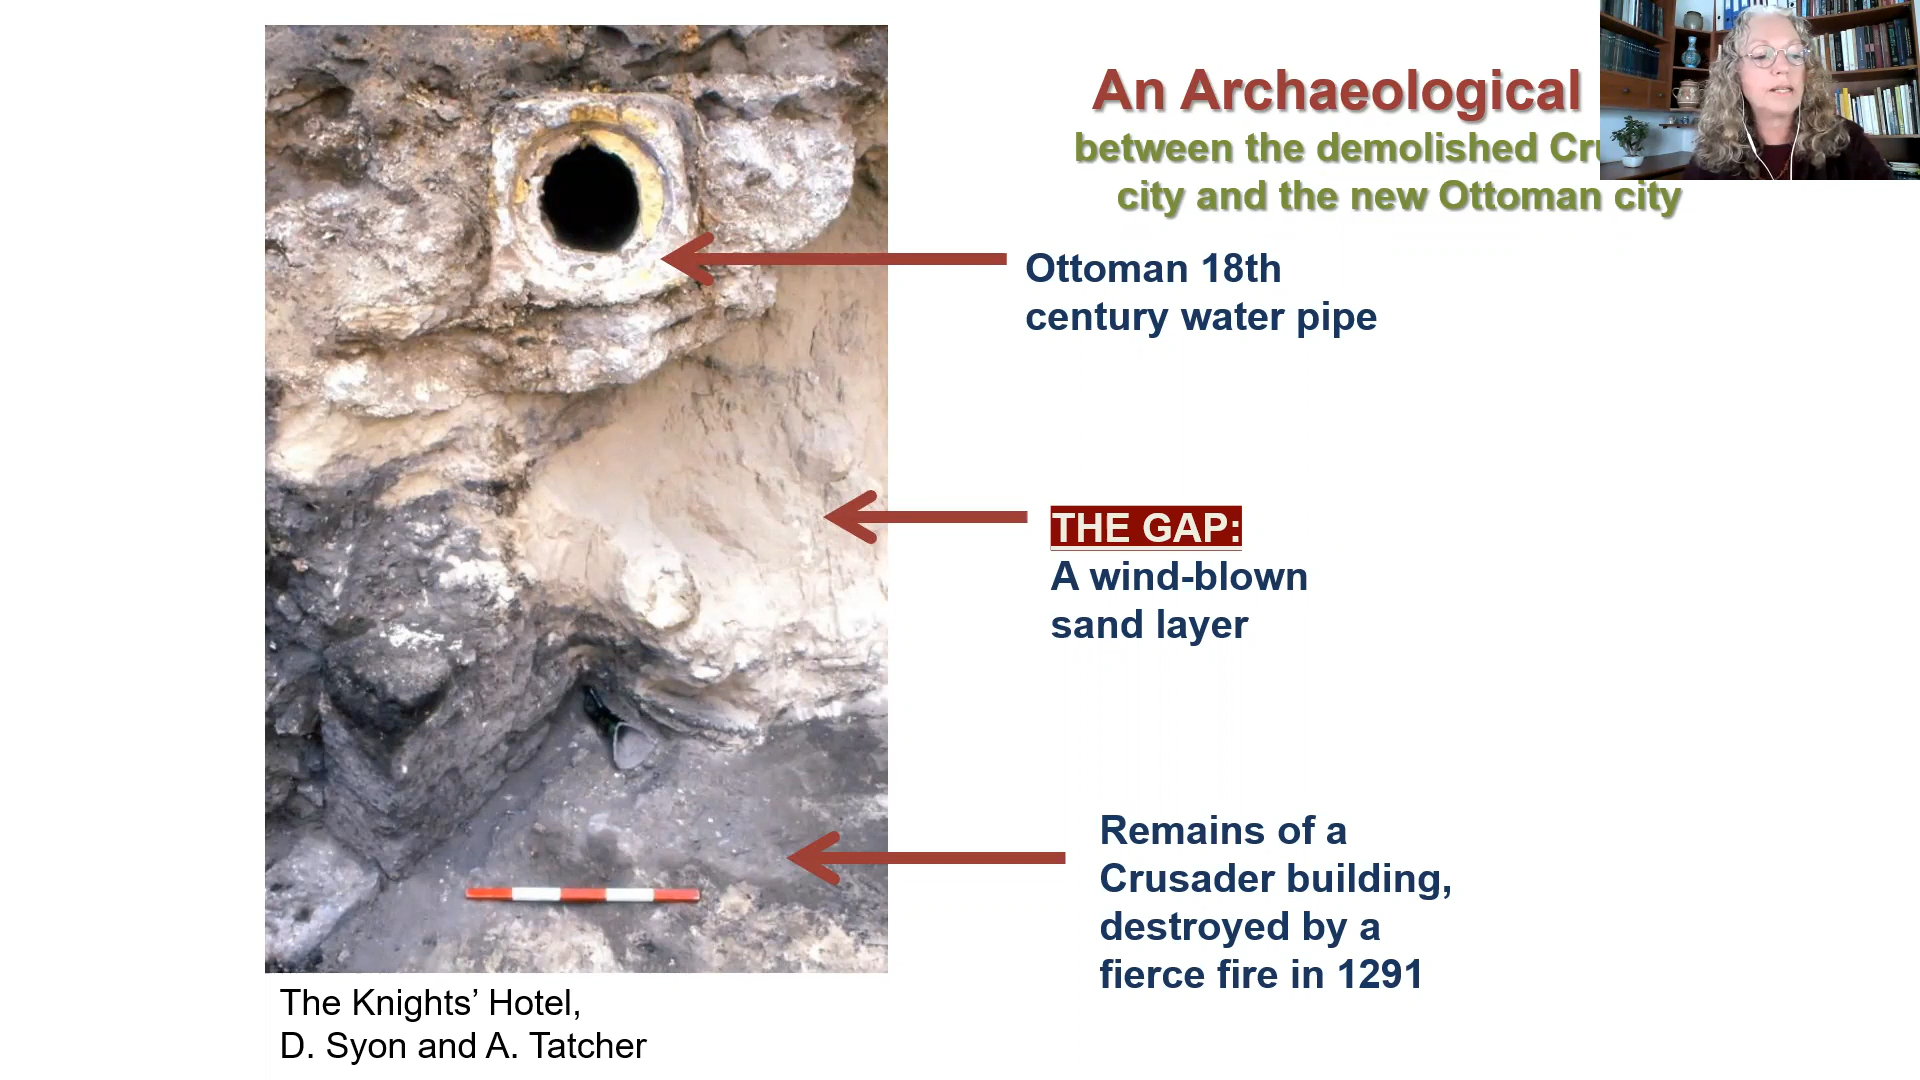 An Archaeological
between the demolished
city and the new Ottoman city
Ottoman 18th
century water pipe
THE GAP:
A wind-blown
sand layer
Remains of a
Crusader building,
destroyed by a
fierce fire in 1291
The Knights’ Hotel,
D. Syon and A. Tatcher